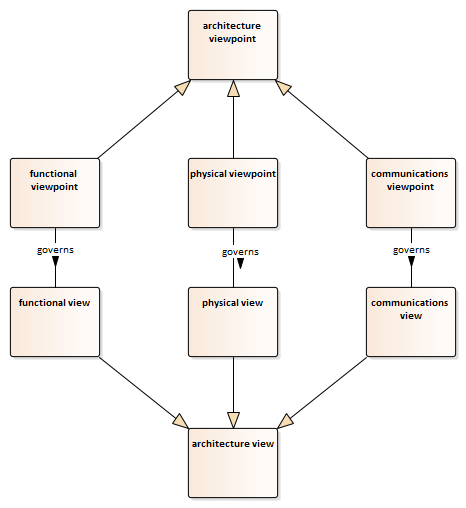 architecture
viewpoint
functional
viewpoint
physical viewpoint
communications
viewpoint
governs
governs
governs
functional view
physical view
communications
view
architecture view